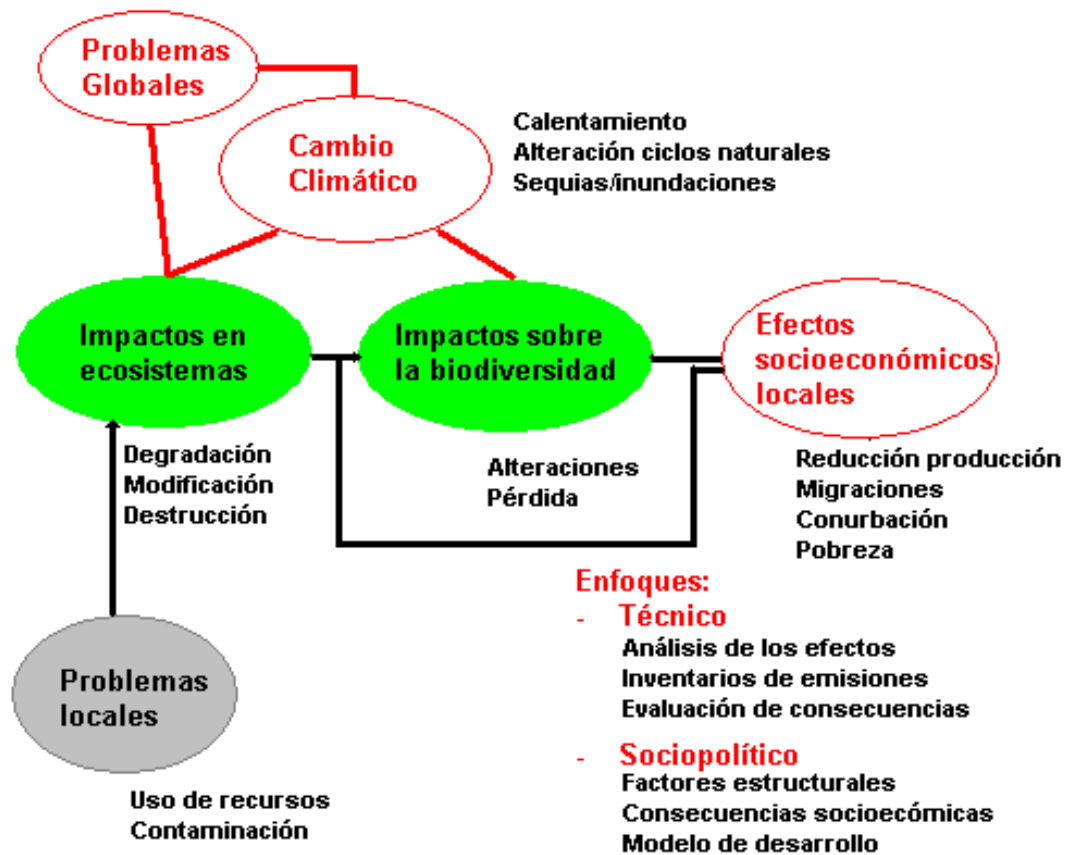 Problemas
Globales
Cambio
Climático
Calentamiento
Alteración ciclos naturales
Sequias/inundaciones
Impactos en
ecosistemas
Impactos sobre
la biodiversidad
Efectos
socioeconómicos
locales
Degradación
Modificación
Destrucción
Alteraciones
Pérdida
Reducción producción
Migraciones
Conurbación
Pobreza
Problemas
locales
Uso de recursos
Contaminación
Enfoques:
- Técnico
Análisis de los efectos
Inventarios de emisiones
Evaluación de consecuencias
- Sociopolítico
Factores estructurales
Consecuencias socioecómicas
Modelo de desarrollo